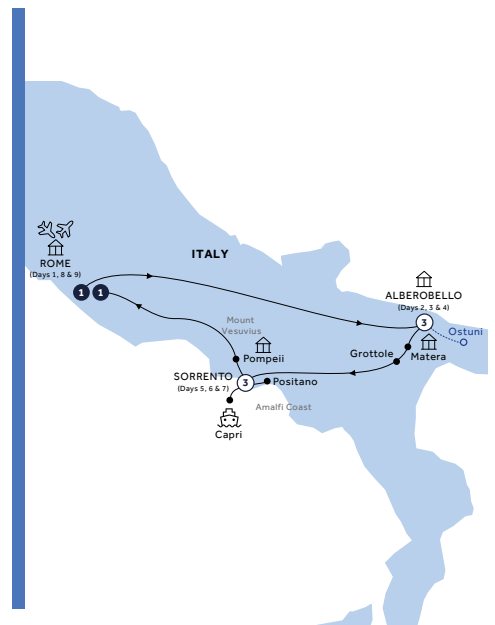 ITALY
ROME
(Days 1, 8 & 9)
1
1
ALBEROBELLO
(Days 2, 3 & 4)
3
Ostuni
Mount
Vesuvius
Pompeii
Grottole
Matera
SORRENTO
(Days 5, 6 & 7)
3
Positano
Amalfi Coast
Capri